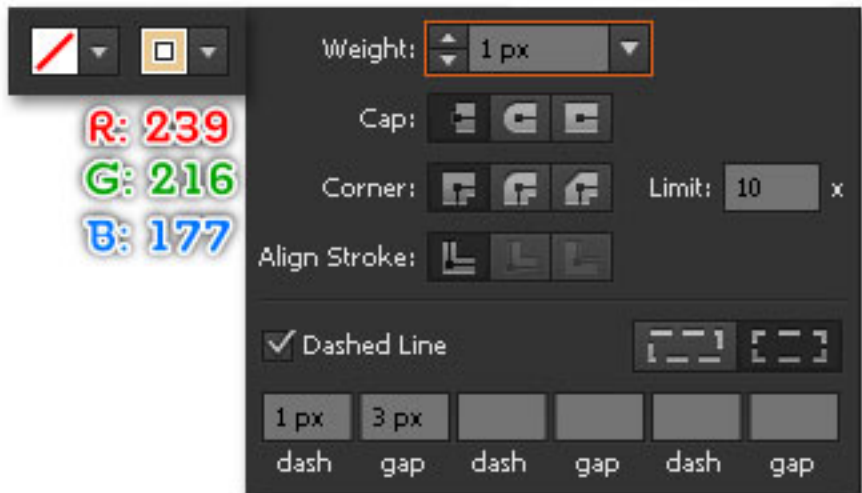 R: 239
G: 216
B: 177
Weight: 1 px
Cap:
Corner: Limit: 10 x
Align Stroke:
Dashed Line
1 px 3 px
dash gap dash gap dash gap